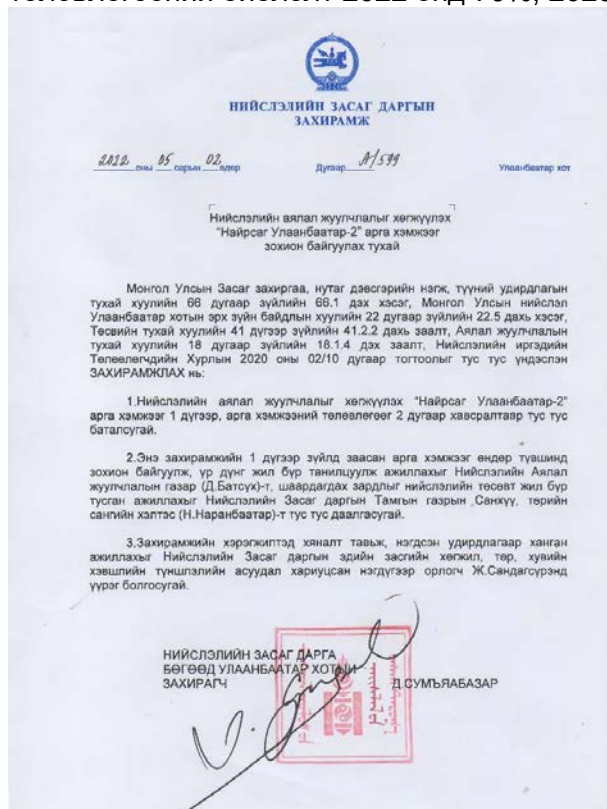 НИЙСЛЭЛИЙН ЗАСАГ ДАРГЫН
ЗАХИРАМЖ
2022 оны 05 сарын 02 өдөр Дугаар А/599 Улаанбаатар хот
Нийслэлийн аялал жуулчлалыг хөгжүүлэх
"Найрсаг Улаанбаатар-2" арга хэмжээг
зохион байгуулах тухай
Монгол Улсын Засаг захиргаа, нутаг дэвсгэрийн нэгж, түүний удирдлагын
тухай хуулийн 66 дугаар зүйлийн 66.1 дэх хэсэг, Монгол Улсын нийслэл
Улаанбаатар хотын эрх зүйн байдлын хуулийн 22 дугаар зүйлийн 22.5 дахь хэсэг,
Төсвийн тухай хуулийн 41 дүгээр зүйлийн 41.2.2 дахь заалт, Аялал жуулчлалын
тухай хуулийн 18 дугаар зүйлийн 18.1.4 дэх заалт, Нийслэлийн иргэдийн
Төлөөлөгчдийн Хурлын 2020 оны 02/10 дугаар тогтоолыг тус тус үндэслэн
ЗАХИРАМЖЛАХ нь:
1.Нийслэлийн аялал жуулчлалыг хөгжүүлэх "Найрсаг Улаанбаатар-2"
арга хэмжээг 1 дүгээр, арга хэмжээний төлөвлөгөөг 2 дугаар хавсралтаар тус тус
баталсугай.
2.Энэ захирамжийн 1 дүгээр зүйлд заасан арга хэмжээг өндөр түвшинд
зохион байгуулж, үр дүнг жил бүр танилцуулж ажиллахыг Нийслэлийн Аялал
жуулчлалын газар (Д.Батсүх)-т, шаардагдах зардлыг нийслэлийн төсөвт жил бүр
тусган ажиллахыг Нийслэлийн Засаг даргын Тамгын газрын Санхүү, төрийн
сангийн хэлтэс (Н.Наранбаатар)-т тус тус даалгасугай.
3.Захирамжийн хэрэгжилтэд хяналт тавьж, нэгдсэн удирдлагаар ханган
ажиллахыг Нийслэлийн Засаг даргын эдийн засгийн хөгжил, төр, хувийн
хэвшлийн түншлэлийн асуудал хариуцсан нэгдүгээр орлогч Ж.Сандагсүрэнд
үүрэг болгосугай.
НИЙСЛЭЛИЙН ЗАСАГ ДАРГА
БӨГӨӨД УЛААНБААТАР ХОТЫН
ЗАХИРАГЧ Д.СУМЪЯАБАЗАР